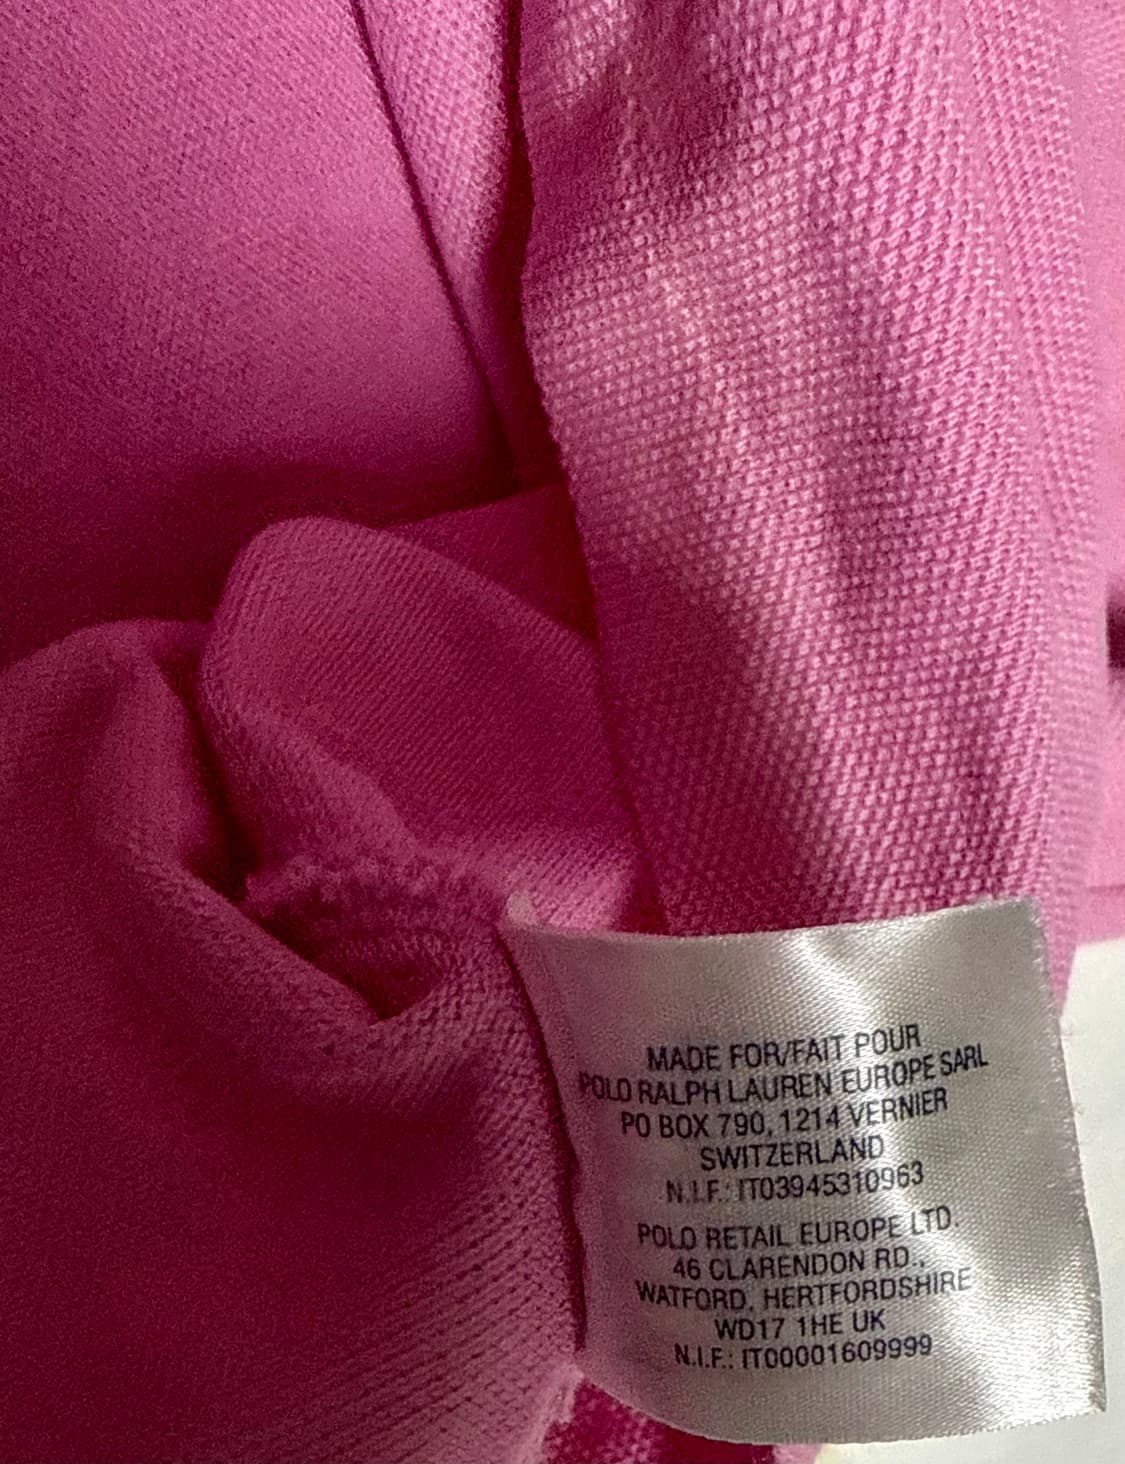 MADE FOR/FAIT POUR
POLO RALPH LAUREN EUROPE SARL
PO BOX 790, 1214 VERNIER
SWITZERLAND
N.I.F.: IT03945310963
POLO RETAIL EUROPE LTD.
46 CLARENDON RD.,
WATFORD, HERTFORDSHIRE
WD17 1HE UK
N.I.F.: IT00001609999